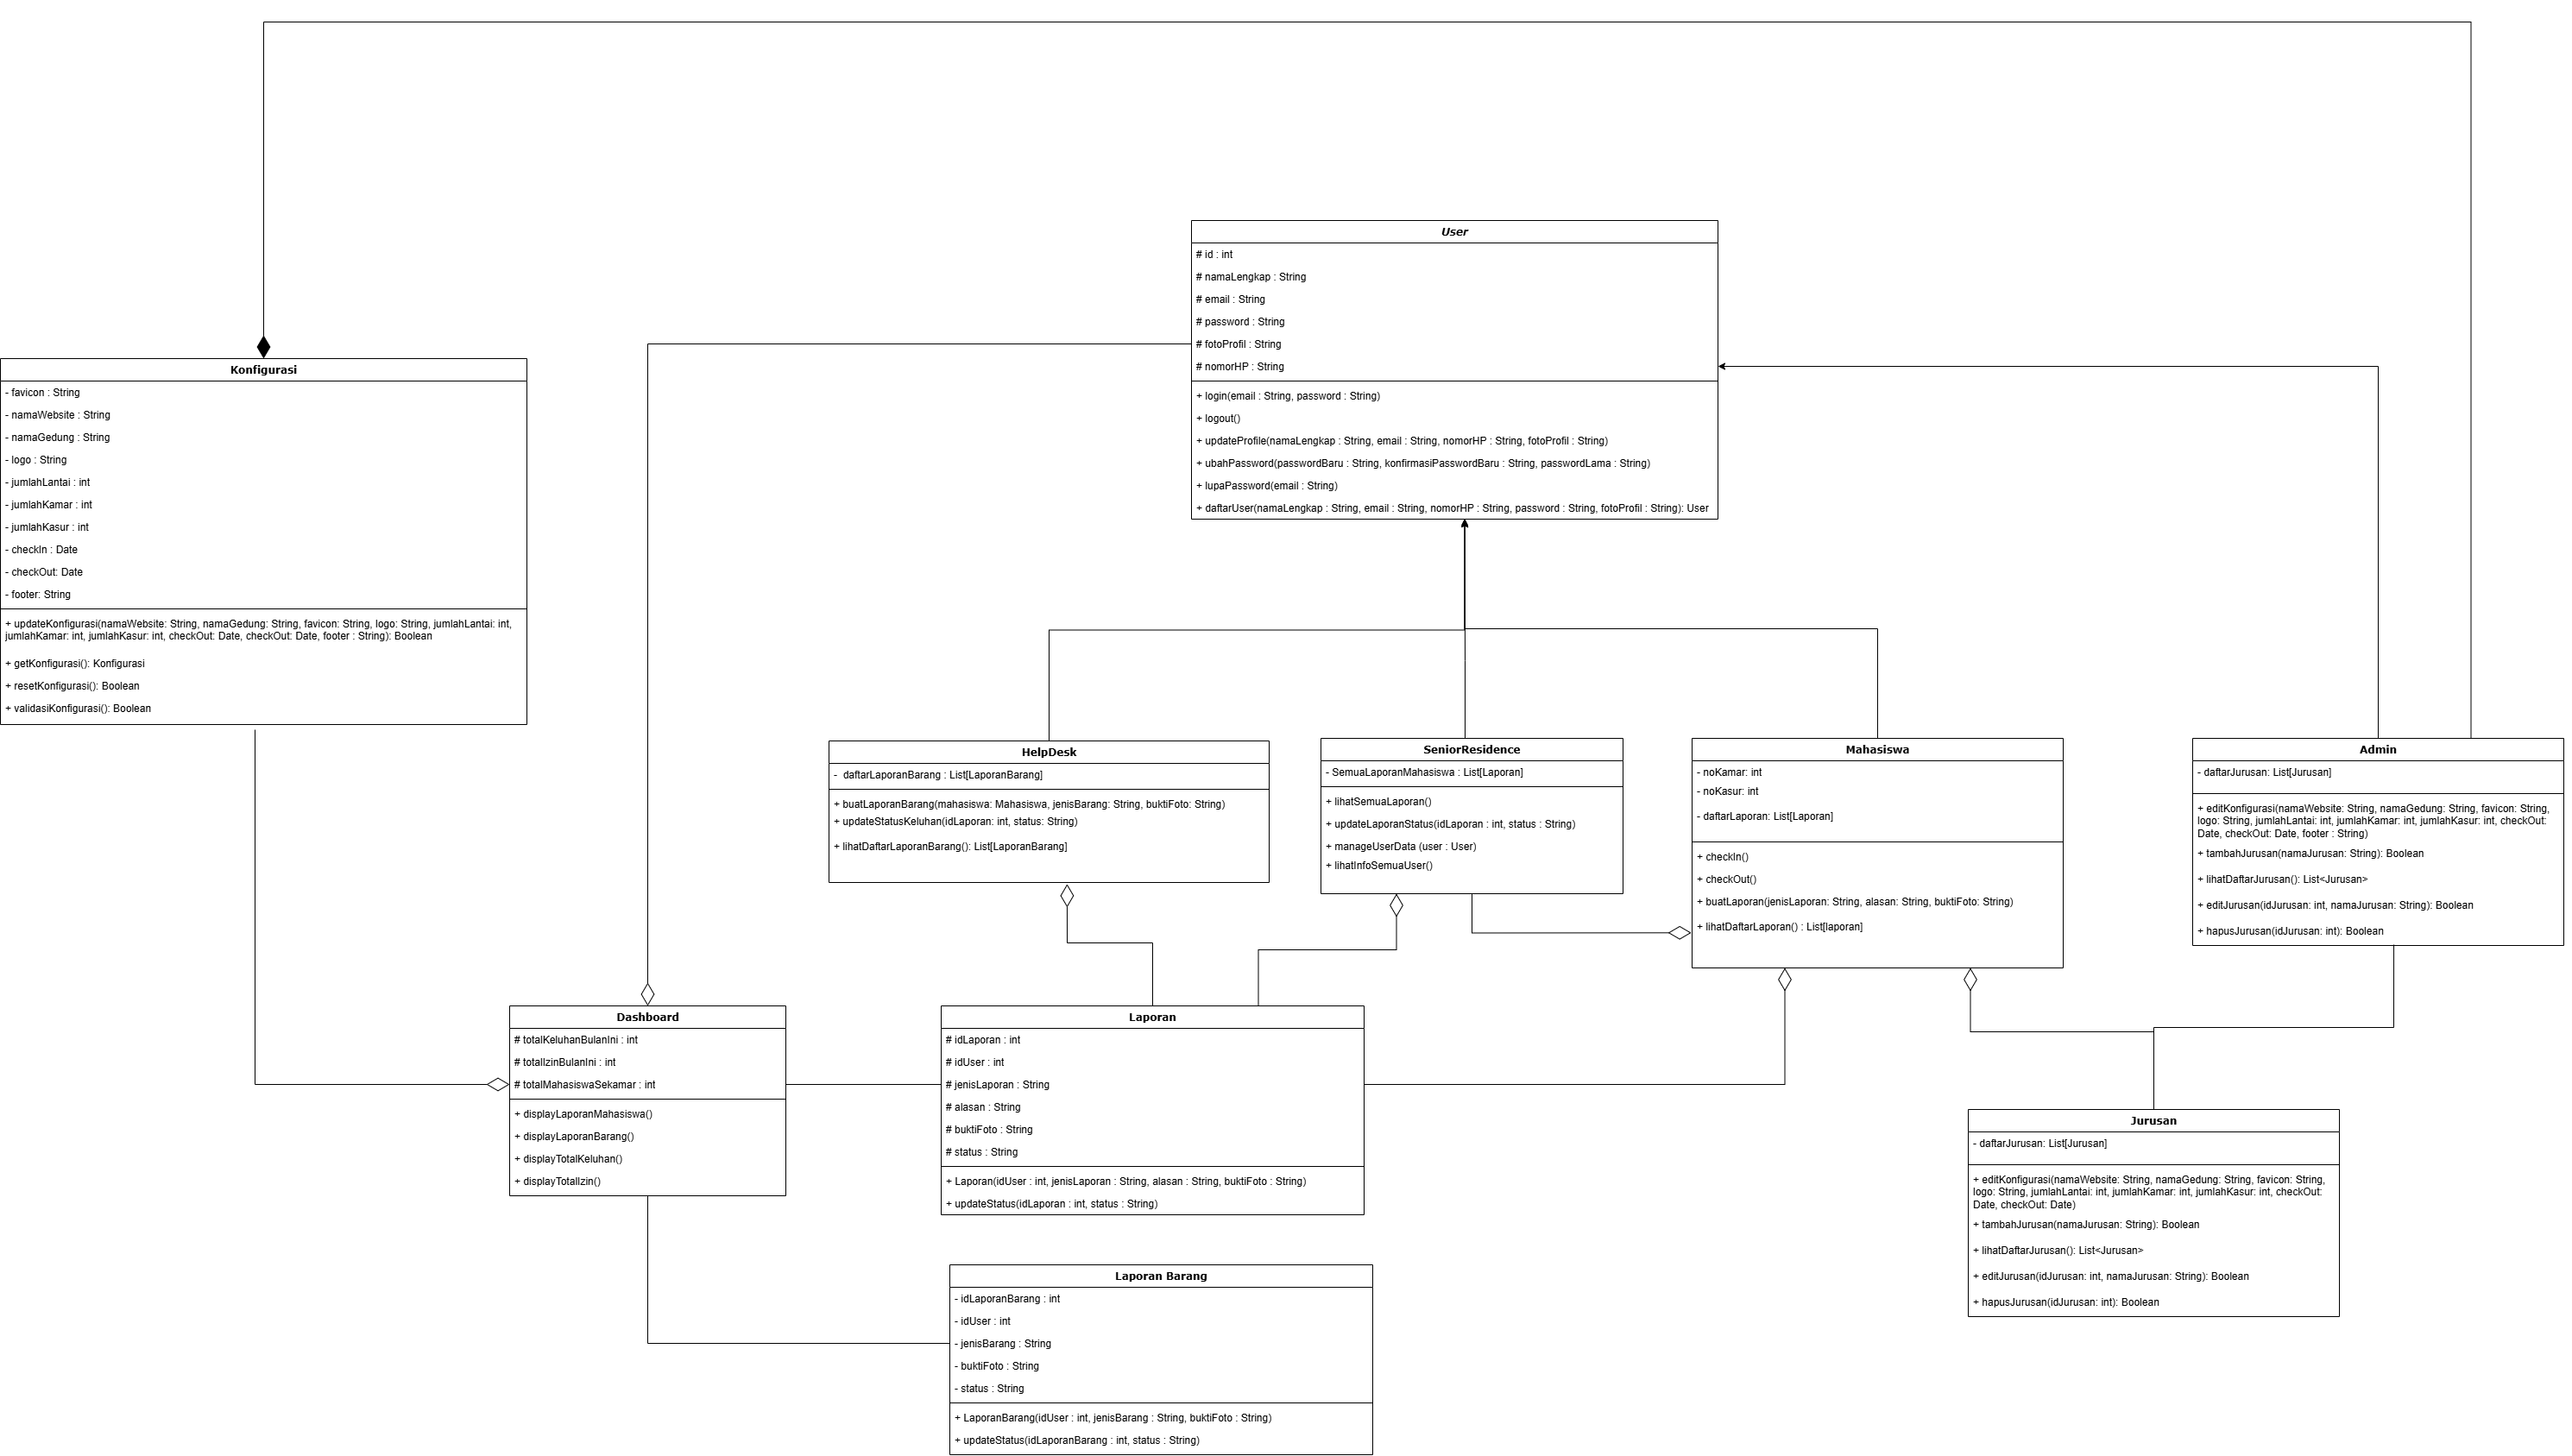 User
# id : int
# namaLengkap : String
# email : String
# password : String
# fotoProfil : String
# nomorHP : String
+ login(email : String, password : String)
+ logout()
+ updateProfile(namaLengkap : String, email : String, nomorHP : String, fotoProfil : String)
+ ubahPassword(passwordBaru : String, konfirmasiPasswordBaru : String, passwordLama : String)
+ lupaPassword(email : String)
+ daftarUser(namaLengkap : String, email : String, nomorHP : String, password : String, fotoProfil : String): User
Konfigurasi
- favicon : String
- namaWebsite : String
- namaGedung : String
- logo : String
- jumlahLantai : int
- jumlahKamar : int
- jumlahKasur : int
- checkIn : Date
- checkOut: Date
- footer: String
+ updateKonfigurasi(namaWebsite: String, namaGedung: String, favicon: String, logo: String, jumlahLantai: int,
jumlahKamar: int, jumlahKasur: int, checkOut: Date, checkOut: Date, footer : String): Boolean
+ getKonfigurasi(): Konfigurasi
+ resetKonfigurasi(): Boolean
+ validasiKonfigurasi(): Boolean
HelpDesk
- daftarLaporanBarang : List[LaporanBarang]
+ buatLaporanBarang(mahasiswa: Mahasiswa, jenisBarang: String, buktiFoto: String)
+ updateStatusKeluhan(idLaporan: int, status: String)
+ lihatDaftarLaporanBarang(): List[LaporanBarang]
SeniorResidence
- SemuaLaporanMahasiswa : List[Laporan]
+ lihatSemuaLaporan()
+ updateLaporanStatus(idLaporan : int, status : String)
+ manageUserData (user : User)
+ lihatInfoSemuaUser()
Mahasiswa
- noKamar: int
- noKasur: int
- daftarLaporan: List[Laporan]
+ checkIn()
+ checkOut()
+ buatLaporan(jenisLaporan: String, alasan: String, buktiFoto: String)
+ lihatDaftarLaporan() : List[laporan]
Admin
- daftarJurusan: List[Jurusan]
+ editKonfigurasi(namaWebsite: String, namaGedung: String, favicon: String,
logo: String, jumlahLantai: int, jumlahKamar: int, jumlahKasur: int, checkOut:
Date, checkOut: Date, footer : String)
+ tambahJurusan(namaJurusan: String): Boolean
+ lihatDaftarJurusan(): List<Jurusan>
+ editJurusan(idJurusan: int, namaJurusan: String): Boolean
+ hapusJurusan(idJurusan: int): Boolean
Dashboard
# totalKeluhanBulanIni : int
# totalIzinBulanIni : int
# totalMahasiswaSekamar : int
+ displayLaporanMahasiswa()
+ displayLaporanBarang()
+ displayTotalKeluhan()
+ displayTotalIzin()
Laporan
# idLaporan : int
# idUser : int
# jenisLaporan : String
# alasan : String
# buktiFoto : String
# status : String
+ Laporan(idUser : int, jenisLaporan : String, alasan : String, buktiFoto : String)
+ updateStatus(idLaporan : int, status : String)
Jurusan
- daftarJurusan: List[Jurusan]
+ editKonfigurasi(namaWebsite: String, namaGedung: String, favicon: String,
logo: String, jumlahLantai: int, jumlahKamar: int, jumlahKasur: int, checkOut:
Date, checkOut: Date)
+ tambahJurusan(namaJurusan: String): Boolean
+ lihatDaftarJurusan(): List<Jurusan>
+ editJurusan(idJurusan: int, namaJurusan: String): Boolean
+ hapusJurusan(idJurusan: int): Boolean
Laporan Barang
- idLaporanBarang : int
- idUser : int
- jenisBarang : String
- buktiFoto : String
- status : String
+ LaporanBarang(idUser : int, jenisBarang : String, buktiFoto : String)
+ updateStatus(idLaporanBarang : int, status : String)